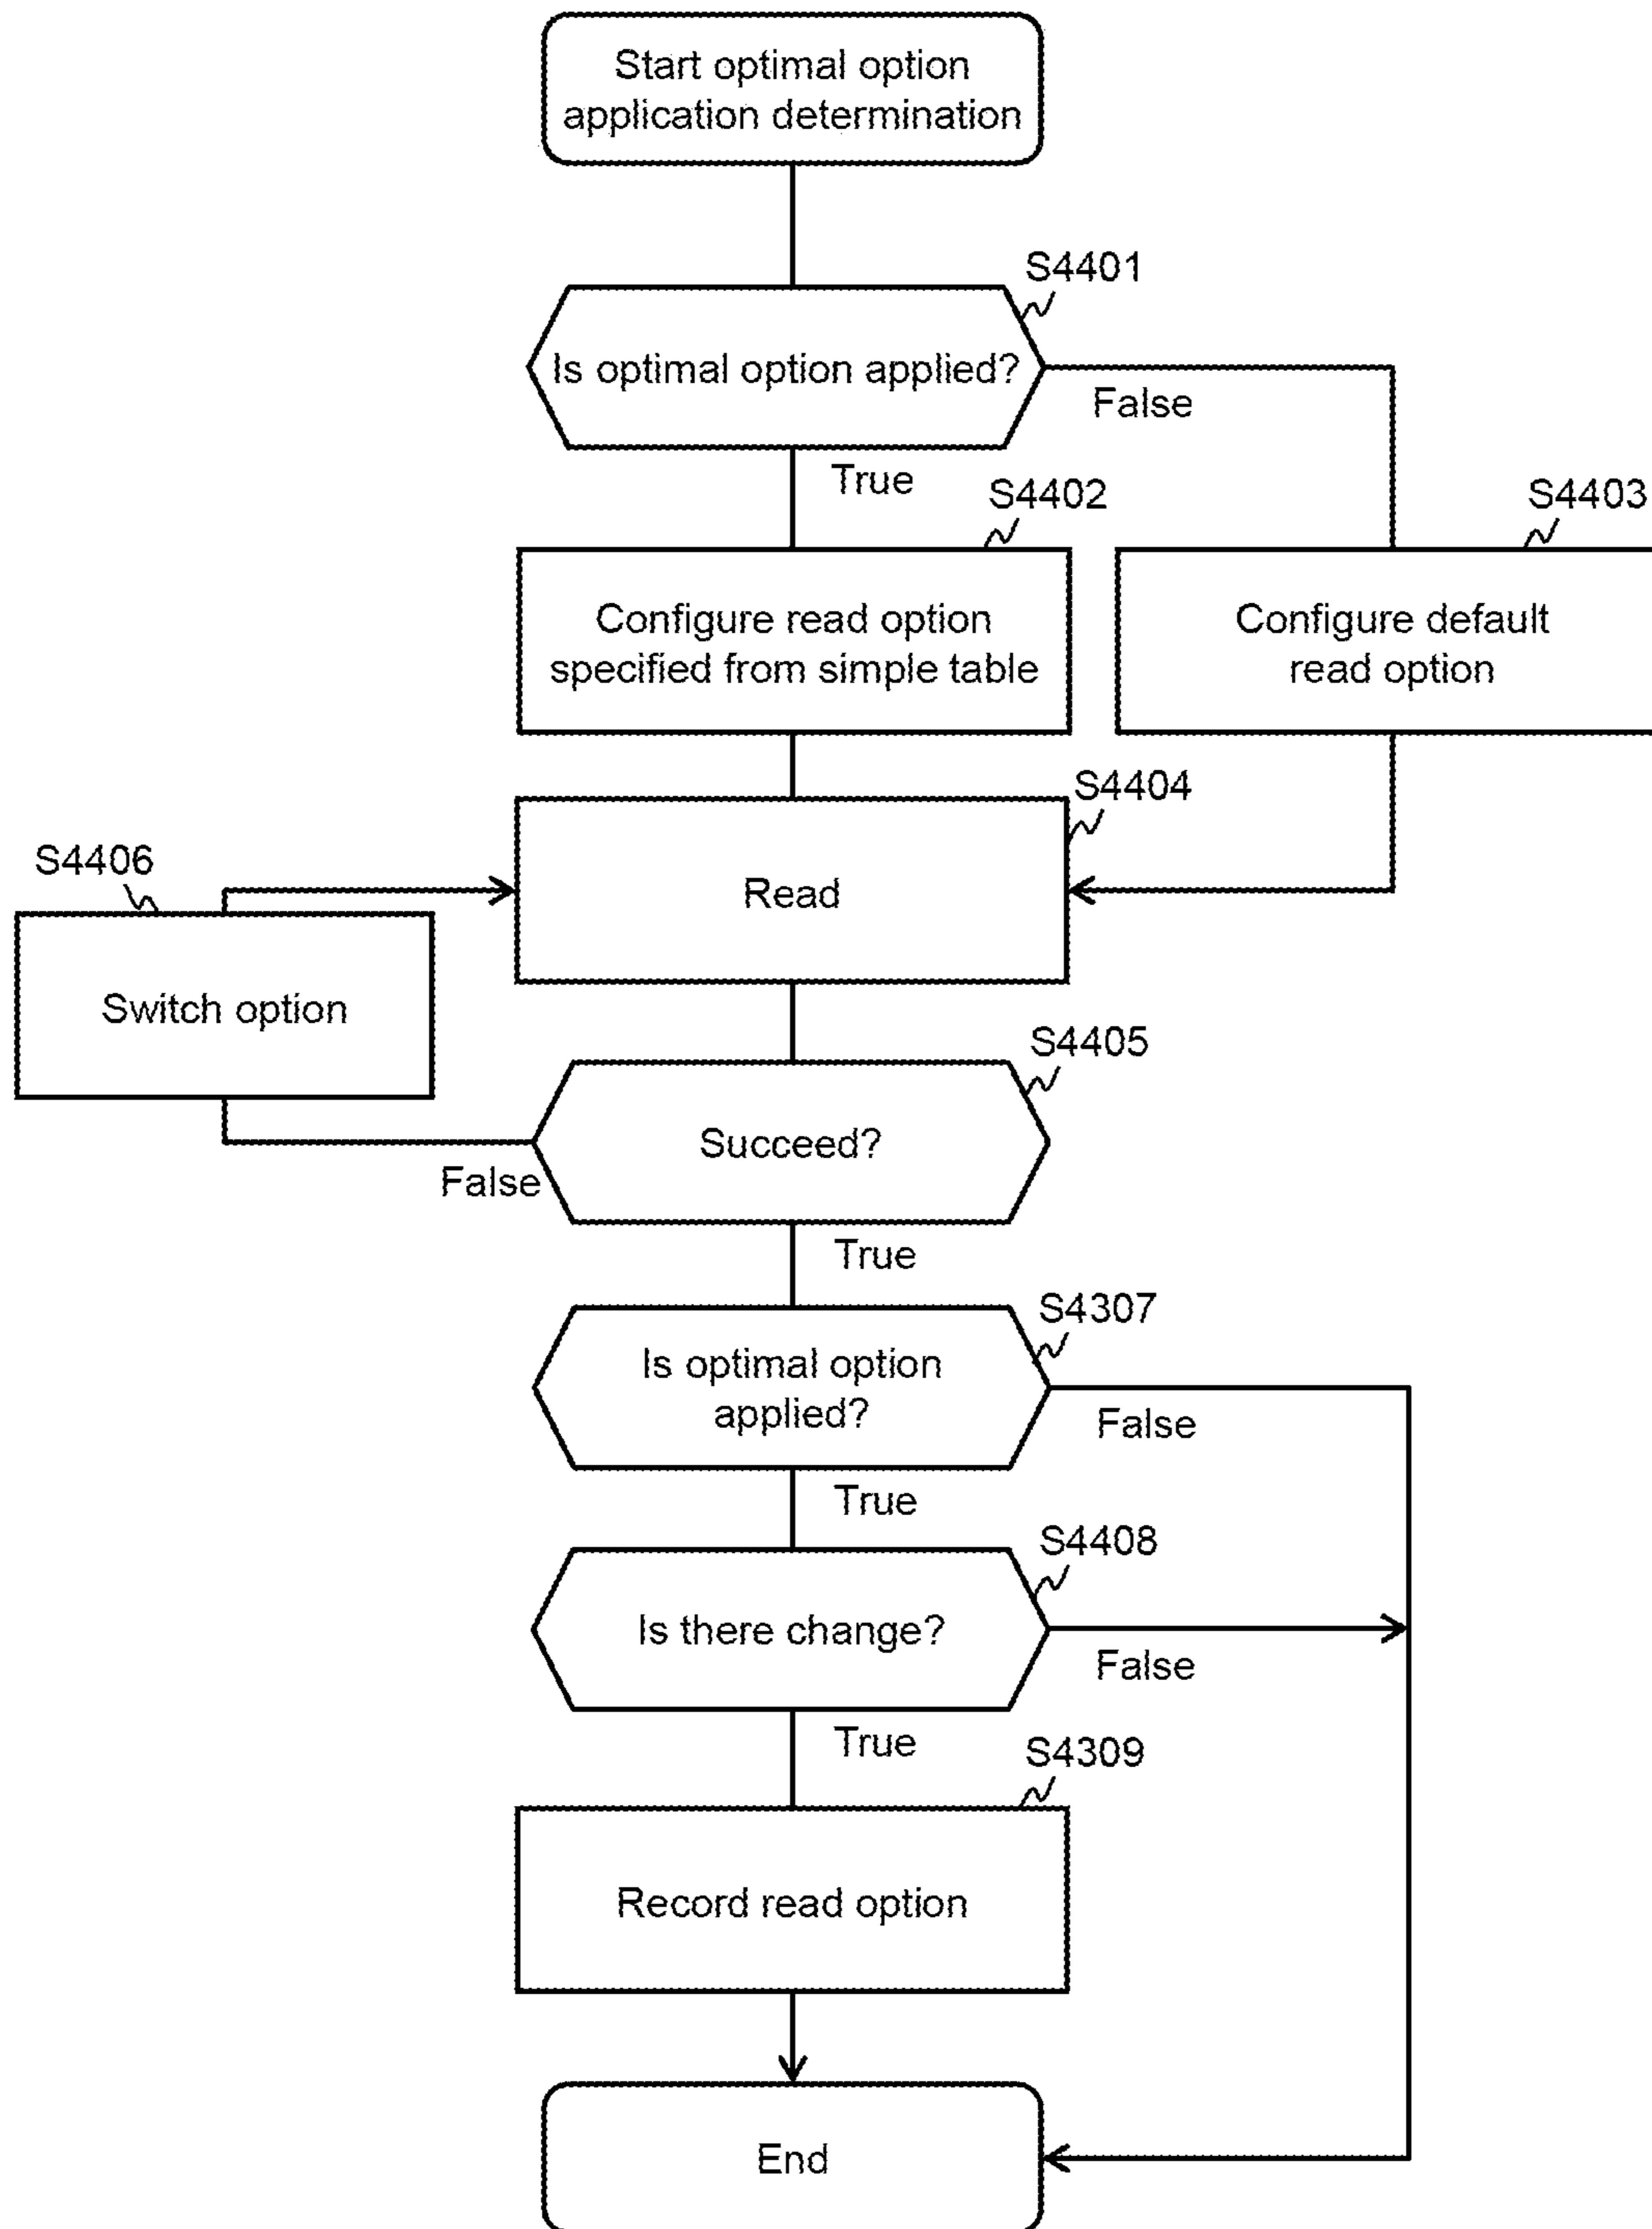 Start optimal option
application determination
S4401
Is optimal option applied?
False
True
S4402
S4403
Configure read option
specified from simple table
Configure default
read option
S4404
S4406
Read
Switch option
S4405
Succeed?
False
True
S4307
Is optimal option
applied?
False
True
S4408
Is there change?
False
True
S4309
Record read option
End